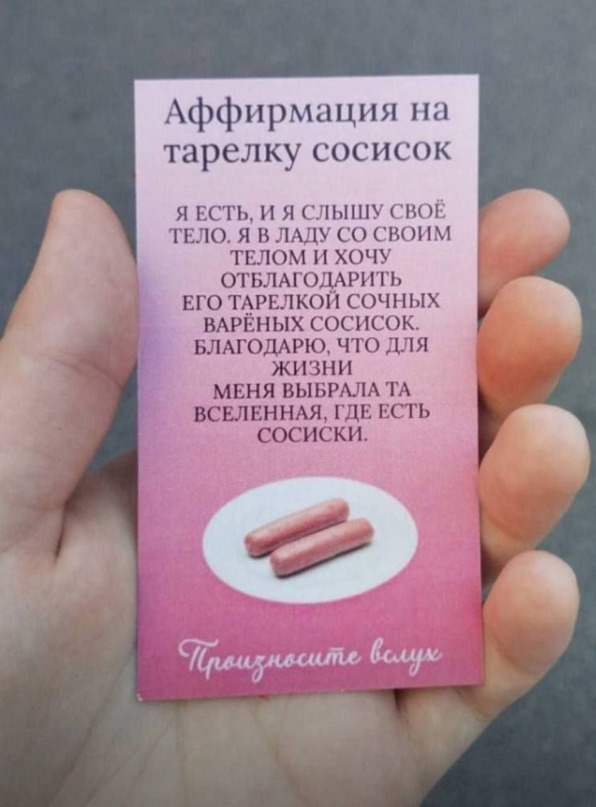 Аффирмация на
тарелку сосисок
Я ЕСТЬ, И Я СЛЫШУ СВОЁ
ТЕЛО. Я В ЛАДУ СО СВОИМ
ТЕЛОМ И ХОЧУ
ОТБЛАГОДАРИТЬ
ЕГО ТАРЕЛКОЙ СОЧНЫХ
ВАРЁНЫХ СОСИСОК.
БЛАГОДАРЮ, ЧТО ДЛЯ
ЖИЗНИ
МЕНЯ ВЫБРАЛА ТА
ВСЕЛЕННАЯ, ГДЕ ЕСТЬ
СОСИСКИ.
Произносите вслух